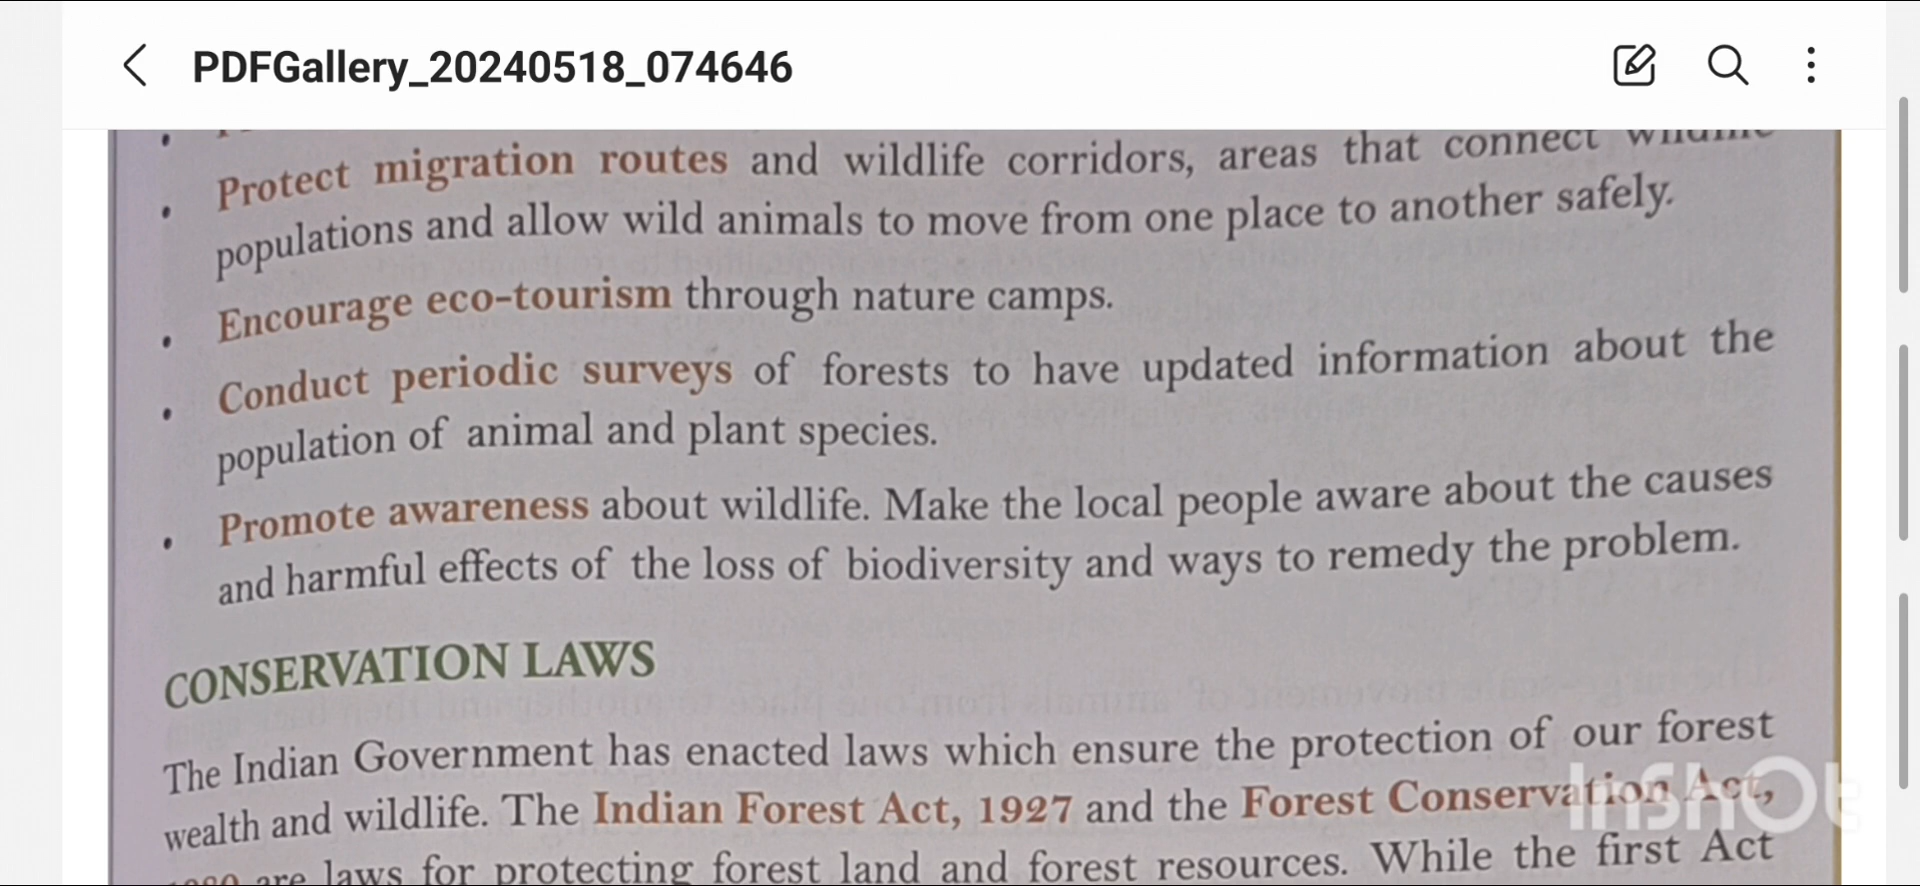 PDFGallery_20240518_074646
• Protect migration routes and wildlife corridors, areas that connect
populations and allow wild animals to move from one place to another safely.
• Encourage eco-tourism through nature camps.
• Conduct periodic surveys of forests to have updated information about the
population of animal and plant species.
• Promote awareness about wildlife. Make the local people aware about the causes
and harmful effects of the loss of biodiversity and ways to remedy the problem.
CONSERVATION LAWS
The Indian Government has enacted laws which ensure the protection of our forest
wealth and wildlife. The Indian Forest Act, 1927 and the Forest Conservation Act,
are laws for protecting forest land and forest resources. While the first Act
InShOt